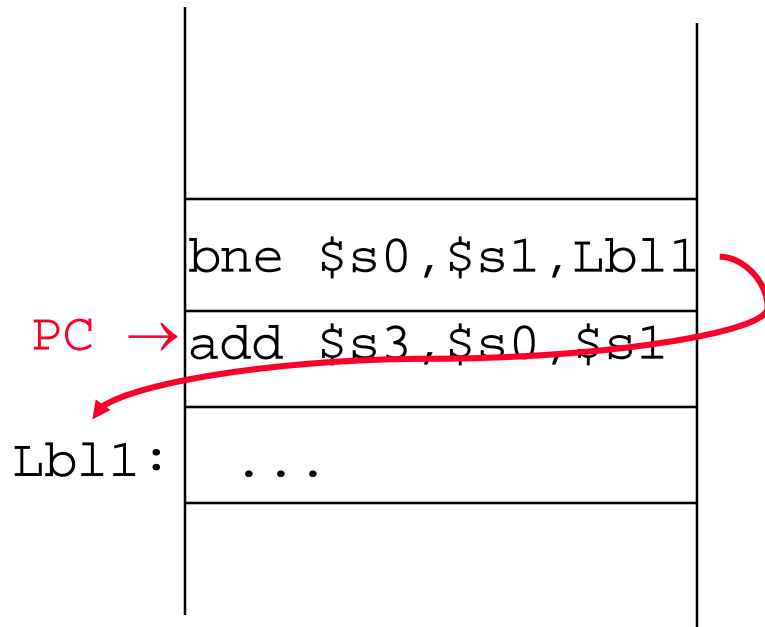 bne $s0,$s1,Lbl1
PC → add $s3,$s0,$s1
Lbl1: ...